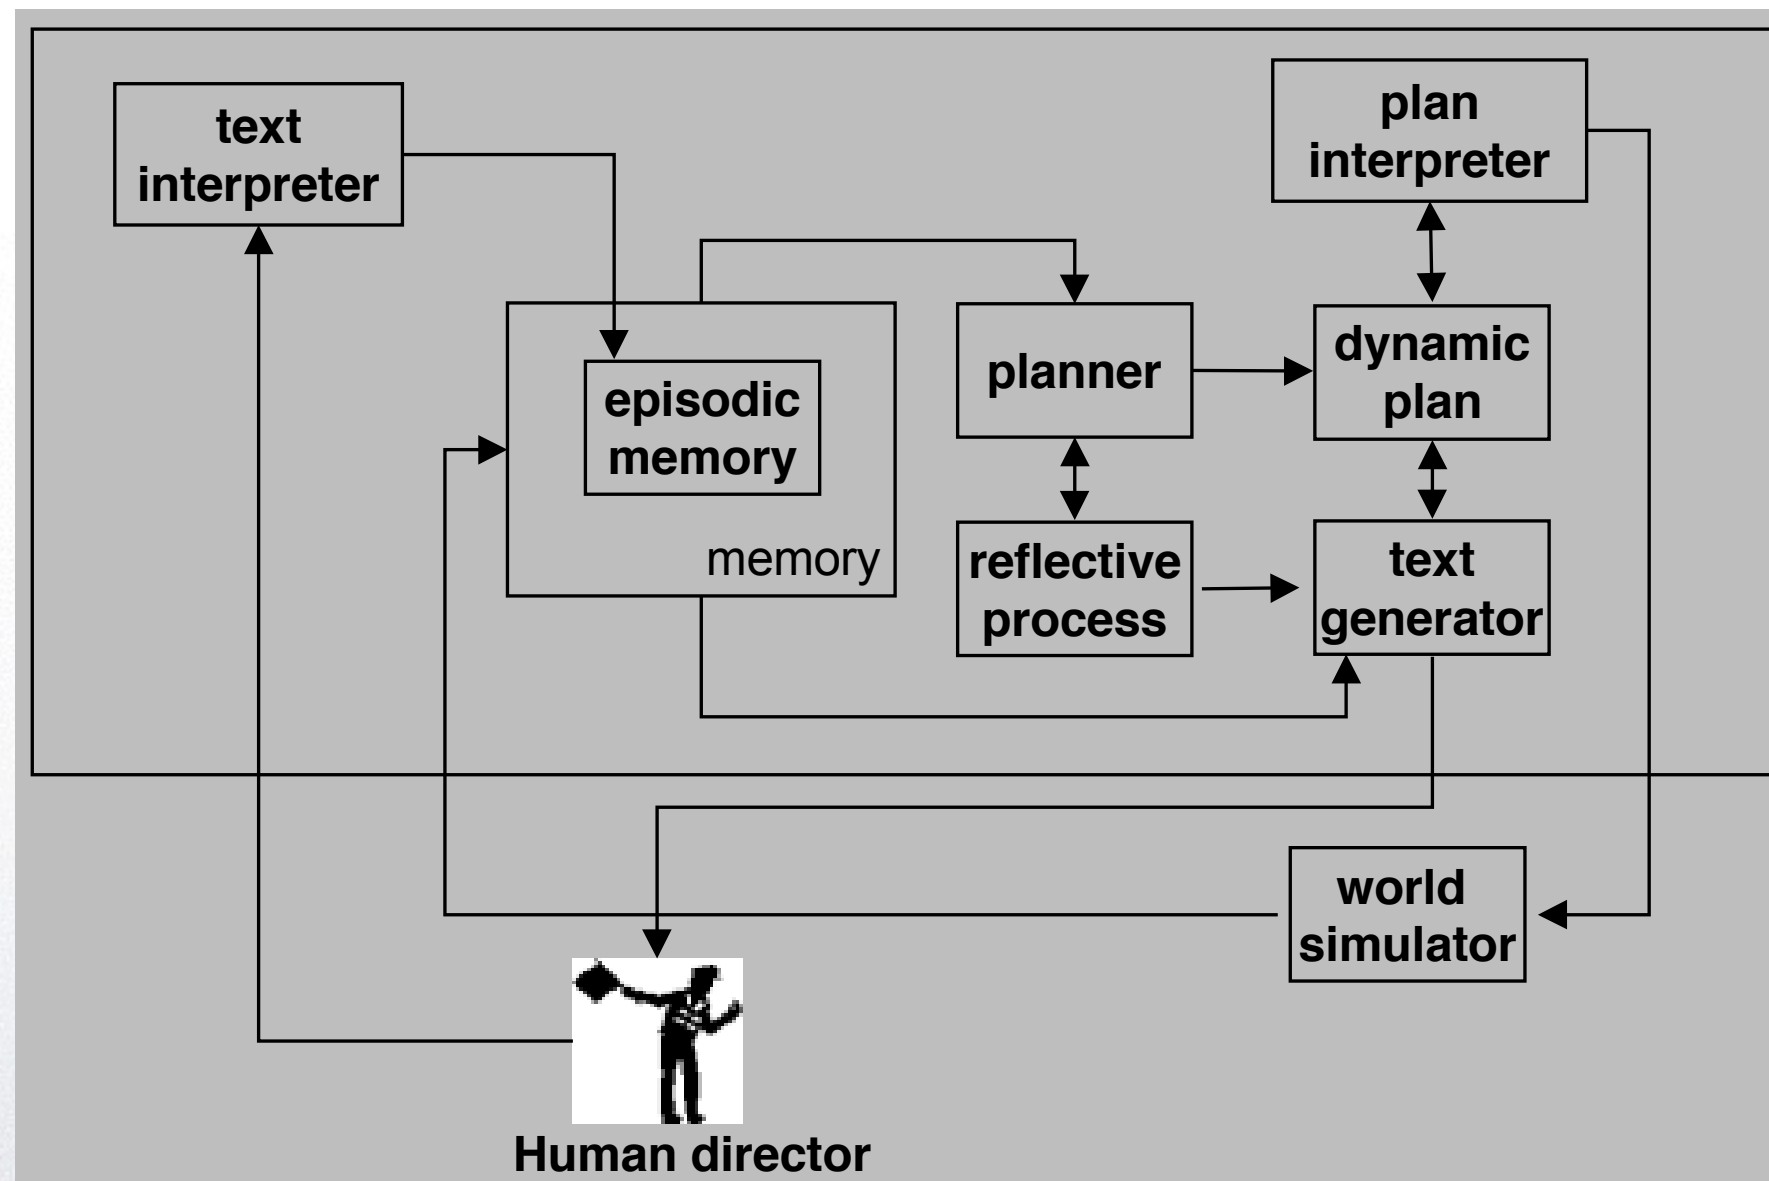 text
interpreter
plan
interpreter
episodic
memory
memory
planner
dynamic
plan
reflective
process
text
generator
world
simulator
Human director